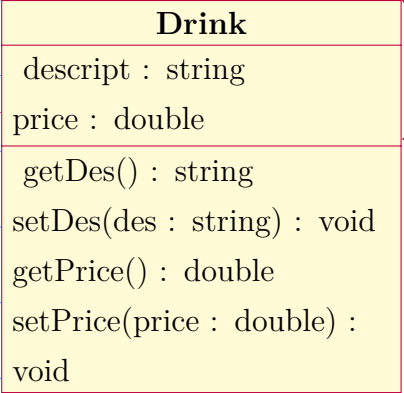 Drink
descript : string
price : double
getDes() : string
setDes(des : string) : void
getPrice() : double
setPrice(price : double) :
void